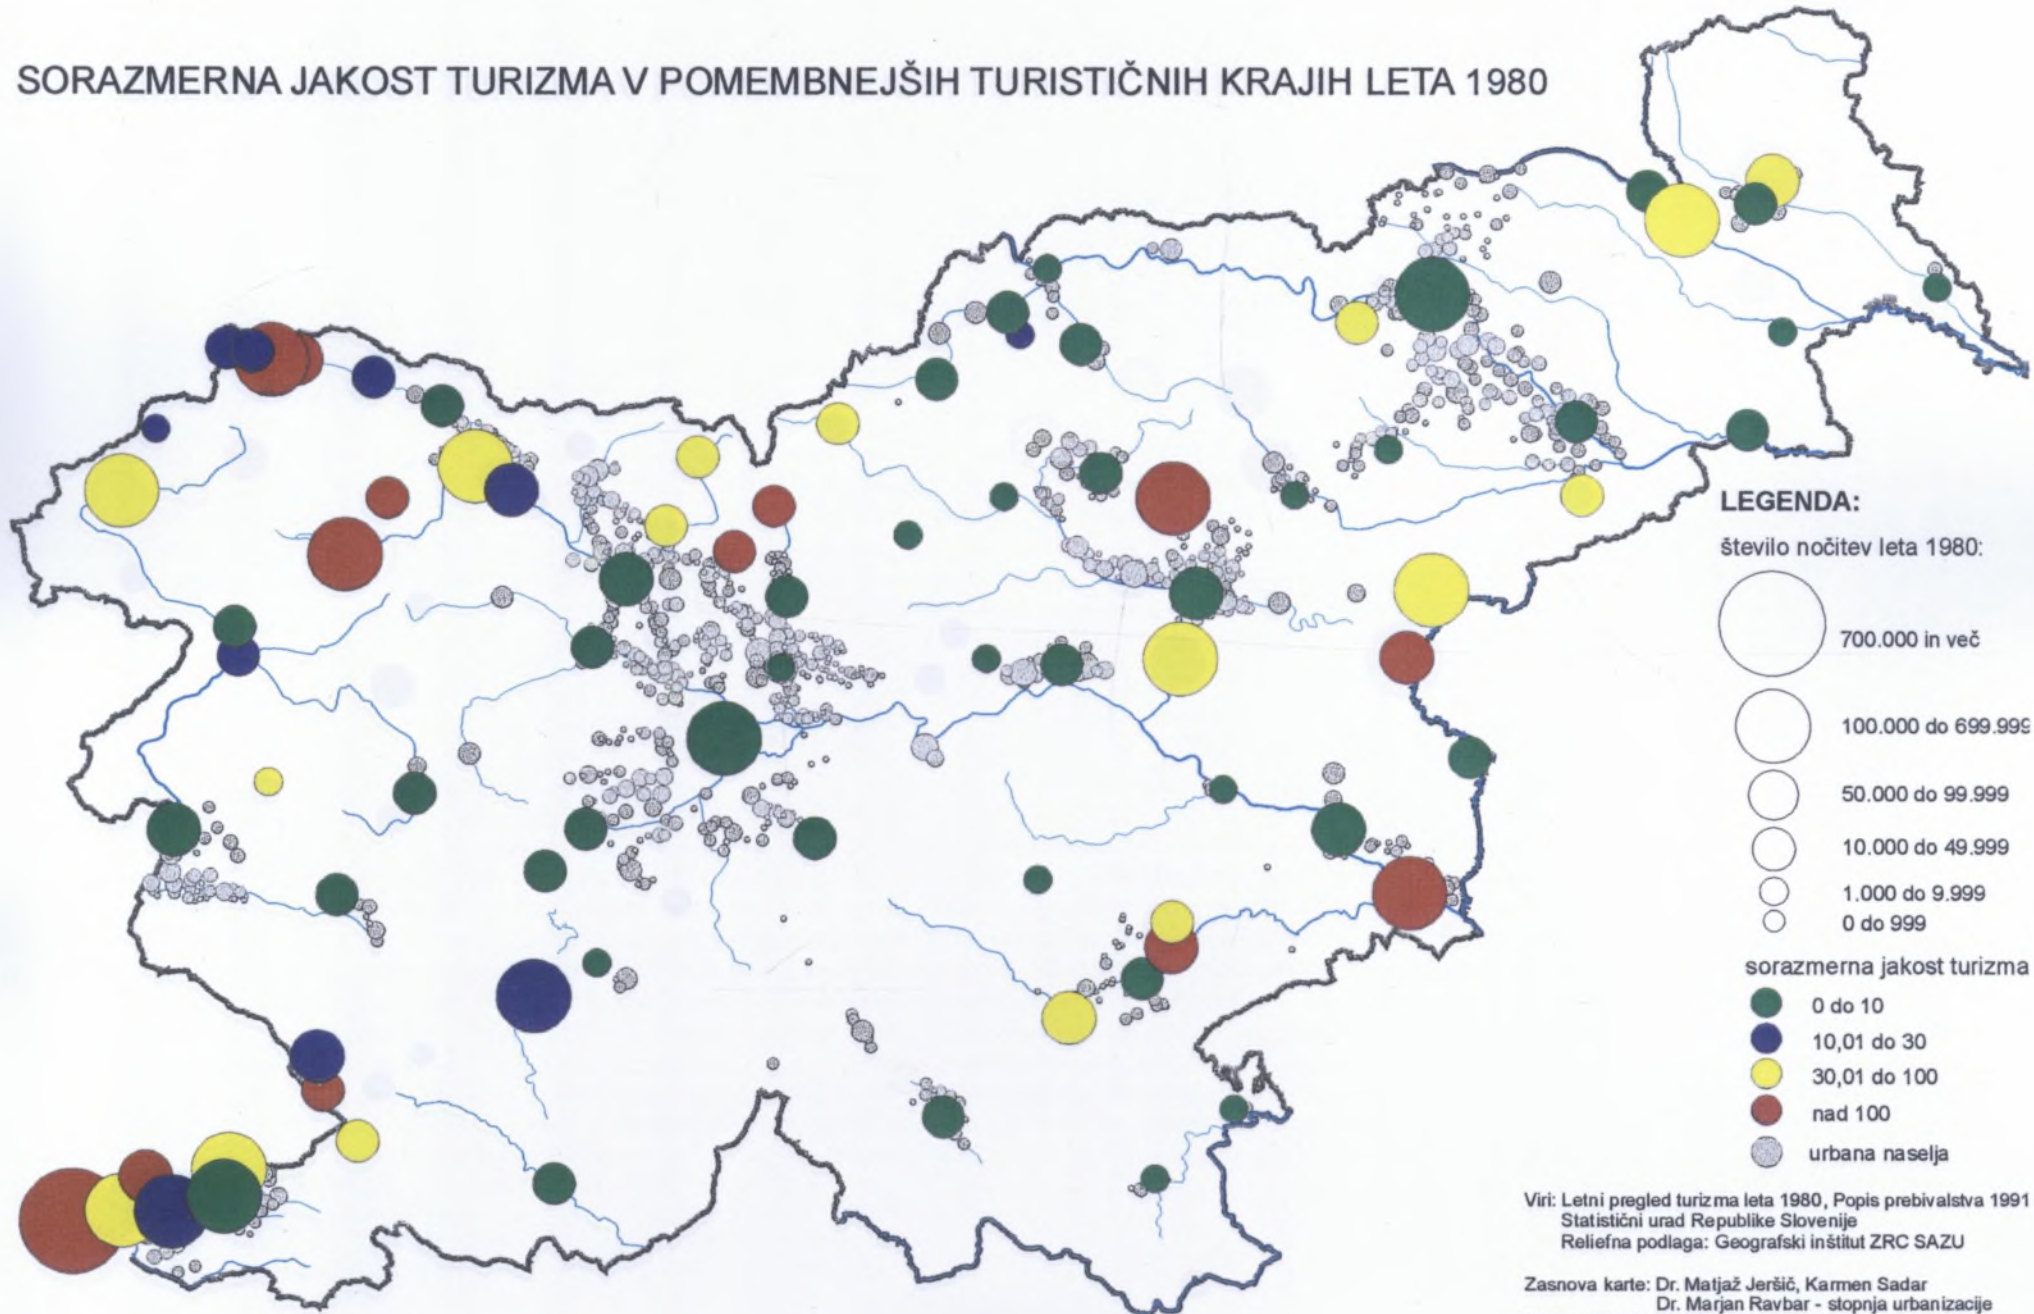 SORAZMERNA JAKOST TURIZMA V POMEMBNEJŠIH TURISTIČNIH KRAJIH LETA 1980
LEGENDA:
število nočitev leta 1980:
700.000 in več
100.000 do 699.999
50.000 do 99.999
10.000 do 49.999
1.000 do 9.999
0 do 999
sorazmerna jakost turizma
0 do 10
10,01 do 30
30,01 do 100
nad 100
urbana naselja
Viri: Letni pregled turizma leta 1980, Popis prebivalstva 1991
Statistični urad Republike Slovenije
Reliefna podlaga: Geografski inštitut ZRC SAZU
Zasnova karte: Dr. Matjaž Jeršič, Karmen Sadar
Dr. Marjan Ravbar - stopnja urbanizacije